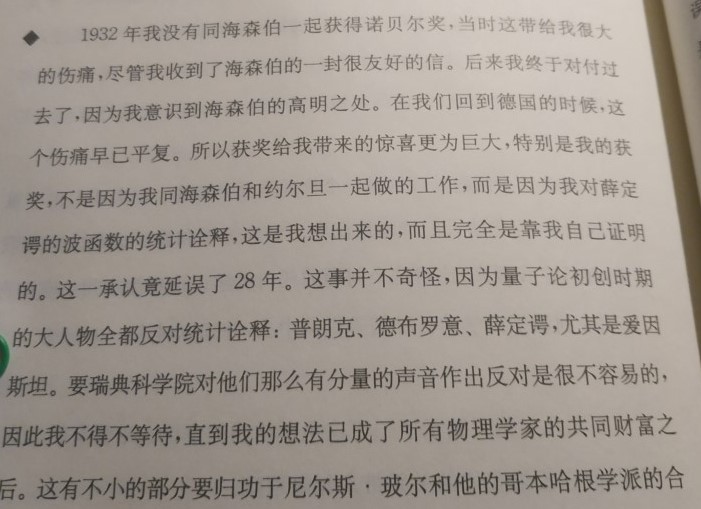 ◆ 1932年我没有同海森伯一起获得诺贝尔奖,当时这带给我很大
的伤痛,尽管我收到了海森伯的一封很友好的信。后来我终于对付过
去了,因为我意识到海森伯的高明之处。在我们回到德国的时候,这
个伤痛早已平复。所以获奖给我带来的惊喜更为巨大,特别是我的获
奖,不是因为我同海森伯和约尔旦一起做的工作,而是因为我对薛定
谔的波函数的统计诠释,这是我想出来的,而且完全是靠我自己证明
的。这一承认竟延误了28年。这事并不奇怪,因为量子论初创时期
的大人物全都反对统计诠释:普朗克、德布罗意、薛定谔,尤其是爱因
斯坦。要瑞典科学院对他们那么有分量的声音作出反对是很不容易的,
因此我不得不等待,直到我的想法已成了所有物理学家的共同财富之
后。这有不小的部分要归功于尼尔斯·玻尔和他的哥本哈根学派的合